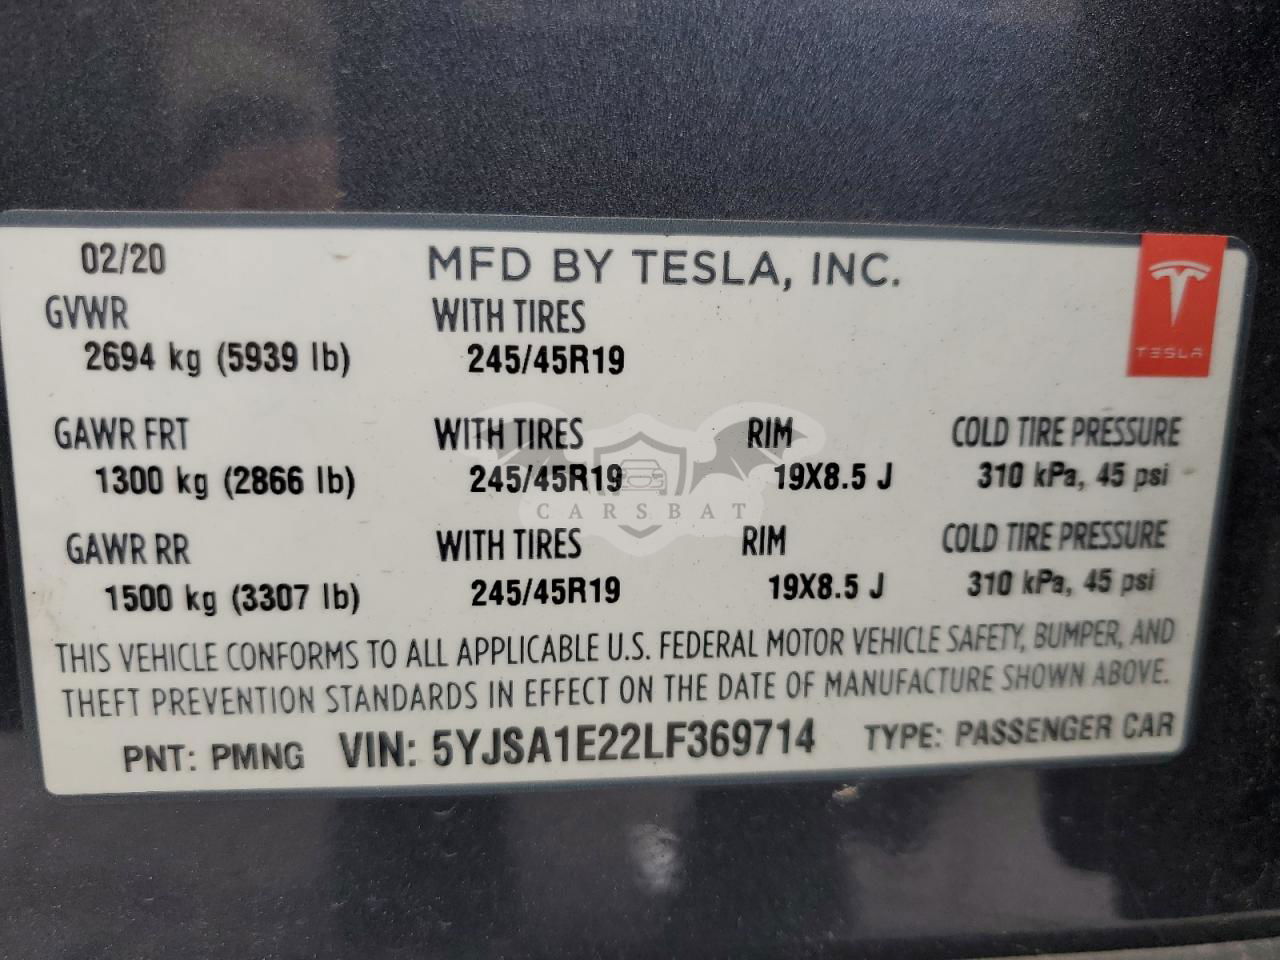 02/20 MFD BY TESLA, INC.
TESLA
GVWR WITH TIRES
2694 kg (5939 lb) 245/45R19
GAWR FRT WITH TIRES RIM COLD TIRE PRESSURE
1300 kg (2866 lb) 245/45R19 19X8.5 J 310 kPa, 45 psi
CARSBAT
GAWR RR WITH TIRES RIM COLD TIRE PRESSURE
1500 kg (3307 lb) 245/45R19 19X8.5 J 310 kPa, 45 psi
THIS VEHICLE CONFORMS TO ALL APPLICABLE U.S. FEDERAL MOTOR VEHICLE SAFETY, BUMPER, AND
THEFT PREVENTION STANDARDS IN EFFECT ON THE DATE OF MANUFACTURE SHOWN ABOVE.
PNT: PMNG VIN: 5YJSA1E22LF369714 TYPE: PASSENGER CAR